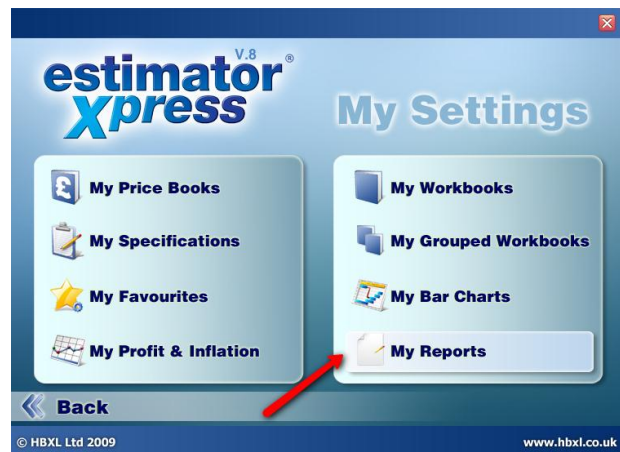 V.8
estimator®
Xpress
My Settings
£ My Price Books
My Specifications
My Favourites
My Profit & Inflation
My Workbooks
My Grouped Workbooks
My Bar Charts
My Reports
Back
© HBXL Ltd 2009
www.hbxl.co.uk